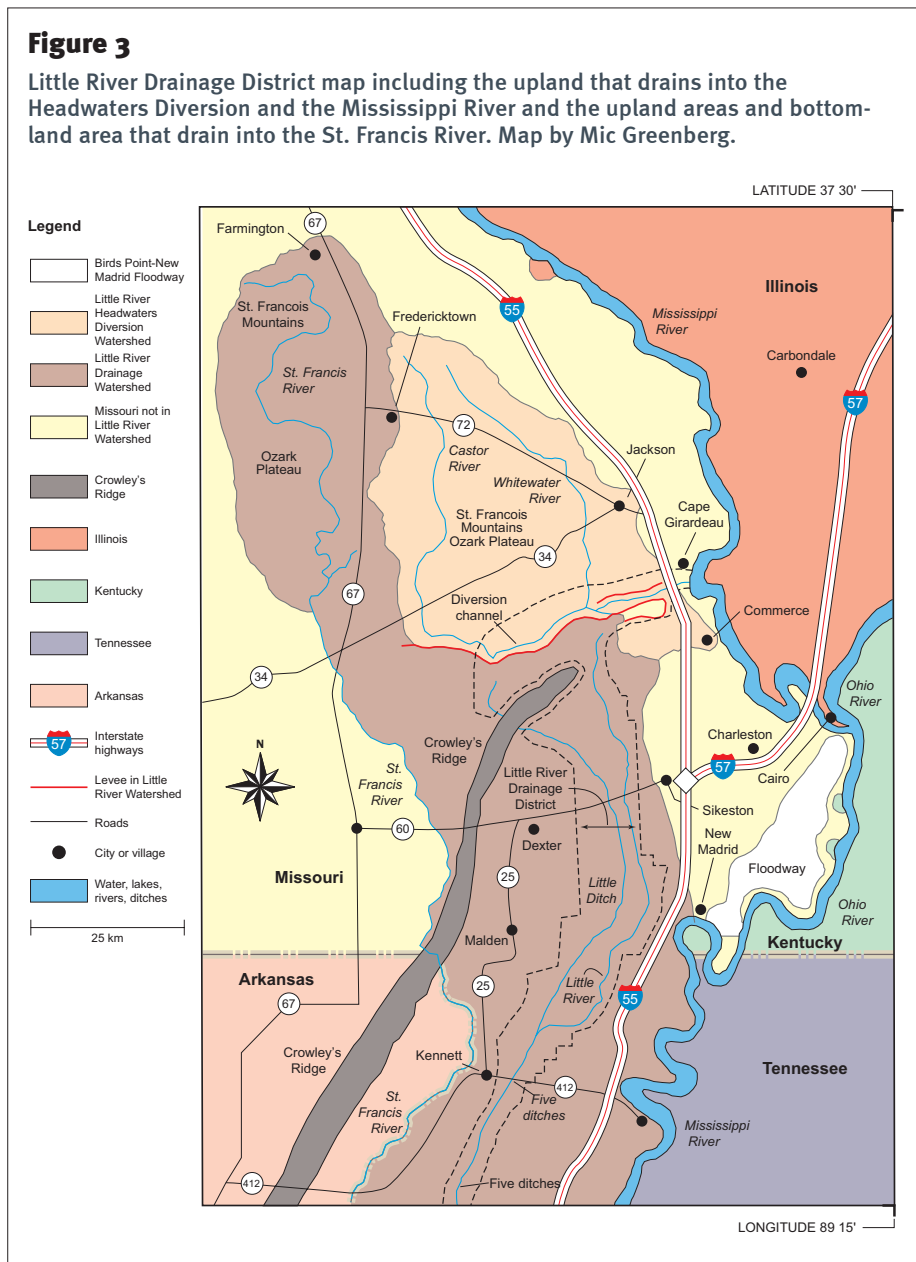 Figure 3
Little River Drainage District map including the upland that drains into the
Headwaters Diversion and the Mississippi River and the upland areas and bottom-
land area that drain into the St. Francis River. Map by Mic Greenberg.
LATITUDE 37 30'
Legend
Birds Point-New
Madrid Floodway
Little River
Headwaters
Diversion
Watershed
Little River
Drainage
Watershed
Missouri not in
Little River
Watershed
Crowley's
Ridge
Illinois
Kentucky
Tennessee
Arkansas
57
Interstate
highways
Levee in Little
River Watershed
Roads
City or village
Water, lakes,
rivers, ditches
25 km
67
Farmington
St. Francois
Mountains
Fredericktown
St. Francis
River
55
Mississippi
River
Illinois
Carbondale
57
72
Castor
River
Jackson
Ozark
Plateau
Whitewater
River
St. Francois
Mountains
Ozark Plateau
Cape
Girardeau
34
67
Diversion
channel
Commerce
34
Ohio
River
N
Crowley's
Ridge
Charleston
57
Cairo
St.
Francis
River
Little River
Drainage
District
Sikeston
60
Dexter
New
Madrid
Floodway
Missouri
25
Little
Ditch
Ohio
River
Malden
Kentucky
Arkansas
67
25
Little
River
55
Crowley's
Ridge
Kennett
Tennessee
412
St.
Francis
River
Five
ditches
Mississippi
River
412
Five ditches
LONGITUDE 89 15'